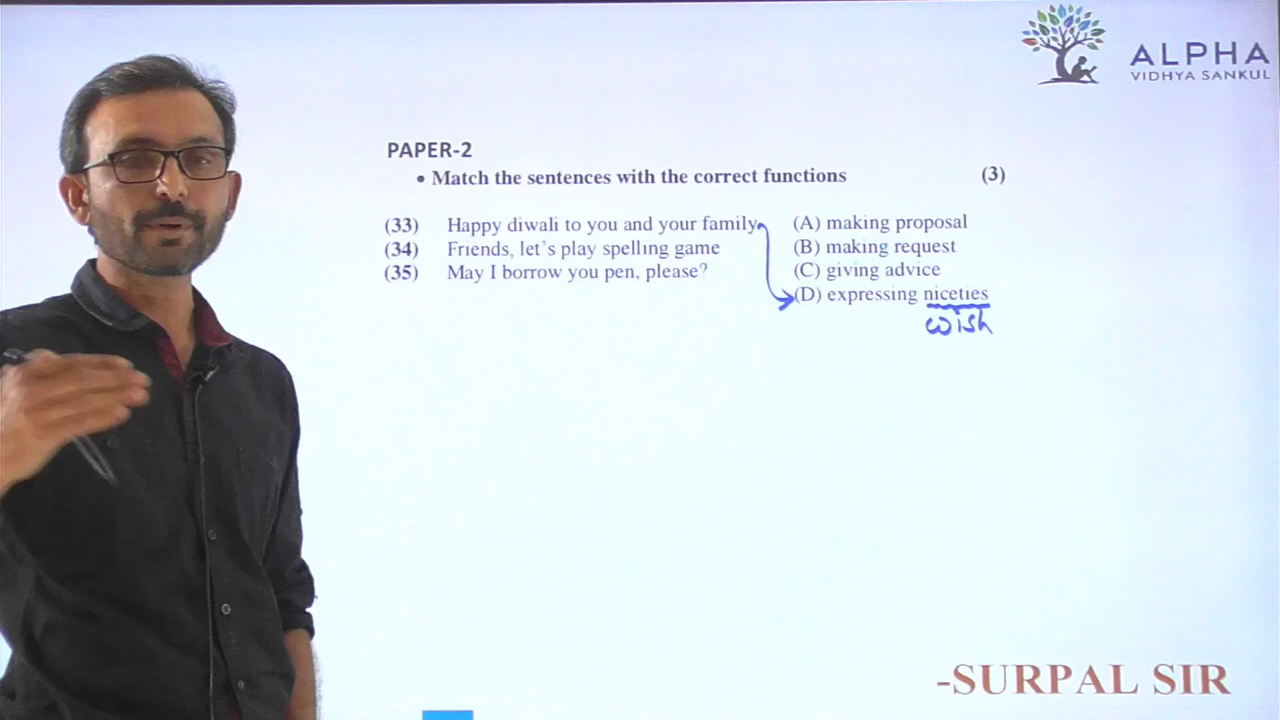 ALPHA
VIDHYA SANKUL
PAPER-2
• Match the sentences with the correct functions (3)
(33) Happy diwali to you and your family. (A) making proposal
(34) Friends, let's play spelling game (B) making request
(35) May I borrow you pen, please? (C) giving advice
(D) expressing niceties
wish
-SURPAL SIR